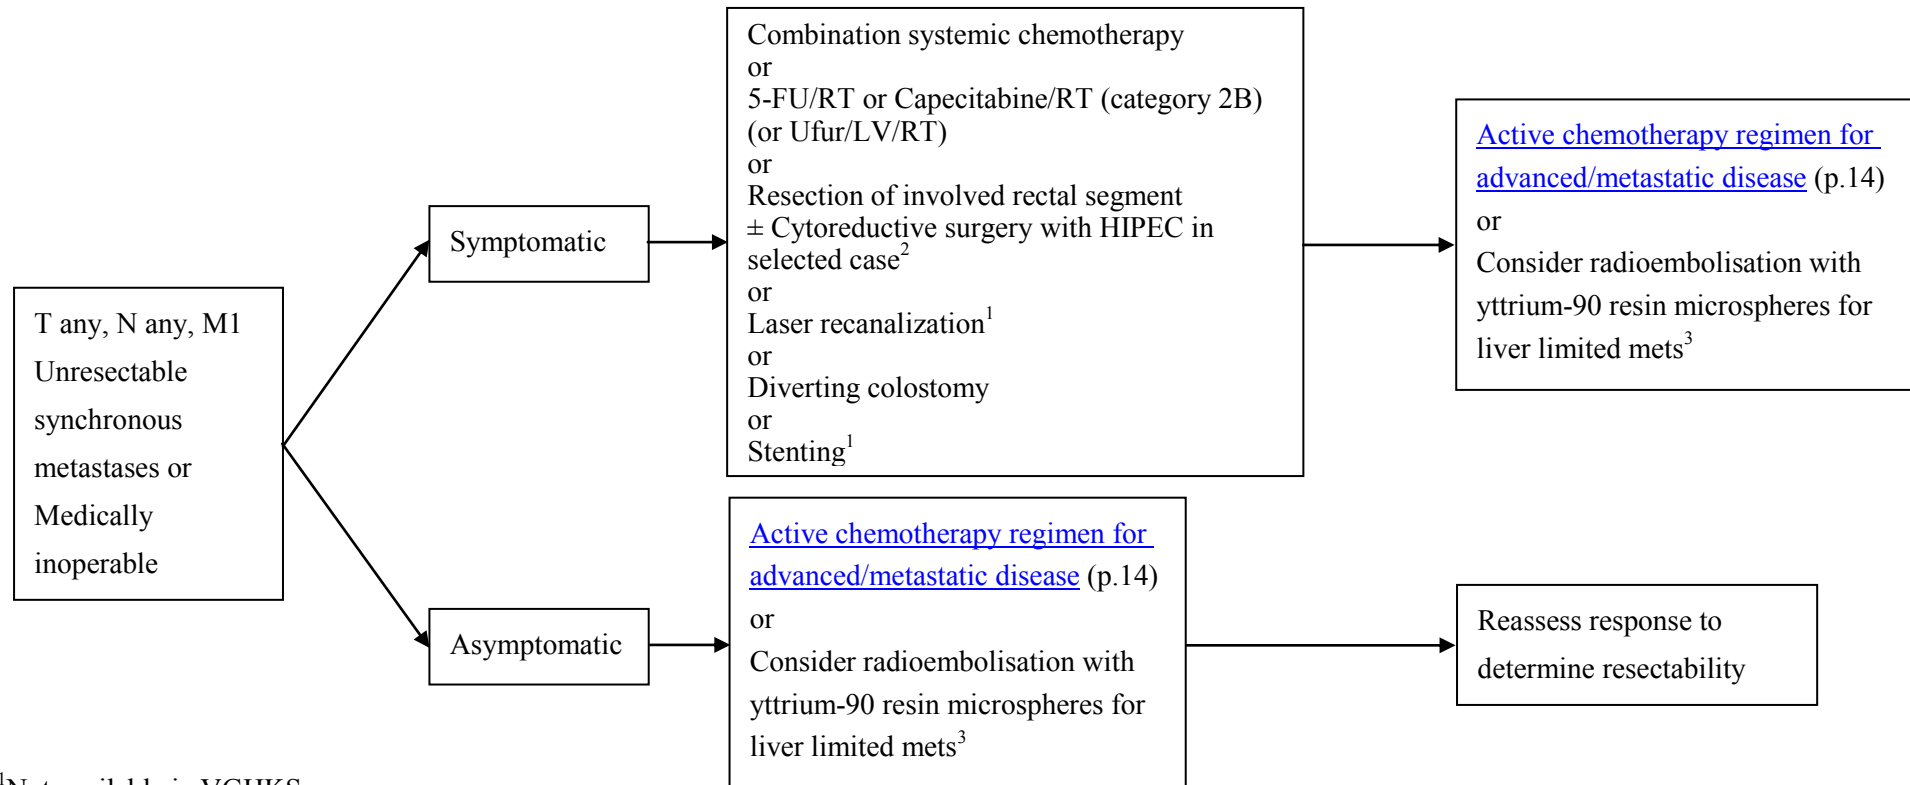 T any, N any, M1
Unresectable
synchronous
metastases or
Medically
inoperable
Symptomatic
Combination systemic chemotherapy
or
5-FU/RT or Capecitabine/RT (category 2B)
(or Ufur/LV/RT)
or
Resection of involved rectal segment
± Cytoreductive surgery with HIPEC in
selected case²
or
Laser recanalization¹
or
Diverting colostomy
or
Stenting¹
Active chemotherapy regimen for
advanced/metastatic disease (p.14)
or
Consider radioembolisation with
yttrium-90 resin microspheres for
liver limited mets³
Asymptomatic
Active chemotherapy regimen for
advanced/metastatic disease (p.14)
or
Consider radioembolisation with
yttrium-90 resin microspheres for
liver limited mets³
Reassess response to
determine resectability